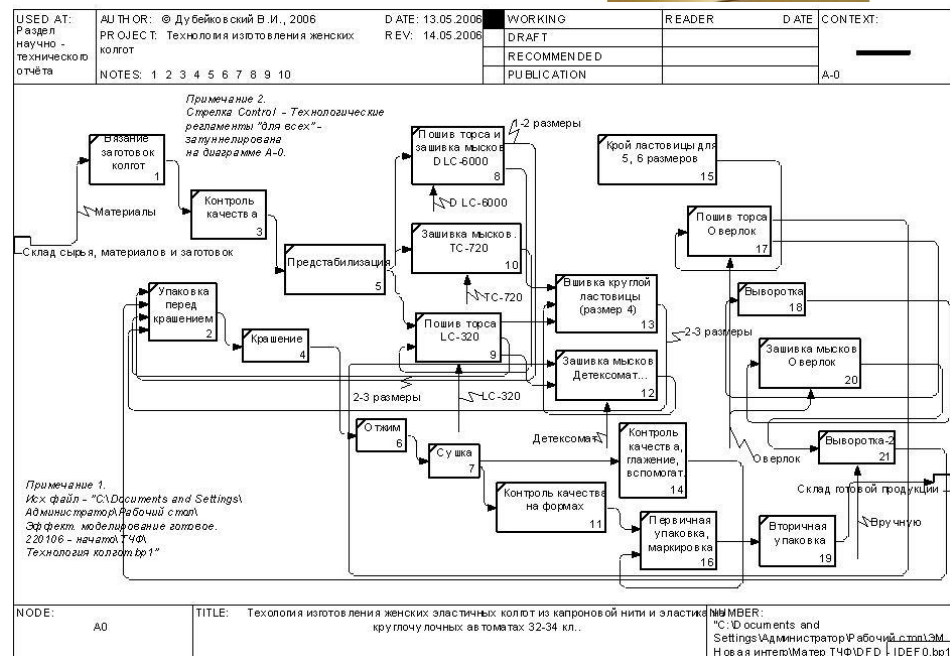 USED AT:
Раздел
научно -
технического
отчёта
AUTHOR: © Дубейковский В.И., 2006
DATE: 13.05.2006
PROJECT: Технология изготовления женских
колгот
REV: 14.05.2006
NOTES: 1 2 3 4 5 6 7 8 9 10
WORKING
DRAFT
RECOMMENDED
PUBLICATION
READER
DATE
CONTEXT:
A-0
Примечание 2.
Стрелка Control - Технологические
регламенты "для всех" -
затуннелирована
на диаграмме А-0.
Вязание
заготовок
колгот
1
Материалы
Склад сырья, материалов и заготовок
Контроль
качества
3
Предстабилизация
5
Упаковка
перед
крашением
2
Крашение
4
Пошив торса и
зашивка мысков
DLC-6000
8
1-2 размеры
DLC-6000
Зашивка мысков.
ТС-720
10
ТС-720
Пошив торса
LC-320
9
2-3 размеры
LC-320
Вшивка круглой
ластовицы
(размер 4)
13
2-3 размеры
Зашивка мысков
Детексомат...
12
Детексомат
Крой ластовицы для
5, 6 размеров
15
Пошив торса
Оверлок
17
Выворотка
18
Зашивка мысков
Оверлок
20
Оверлок
Выворотка-2
21
Склад готовой продукции
Вручную
Отжим
6
Сушка
7
Контроль
качества,
глажение,
вспомогат.
14
Контроль качества
на формах
11
Первичная
упаковка,
маркировка
16
Вторичная
упаковка
19
Примечание 1.
Исх файл - "C:\Documents and Settings\
Администратор\Рабочий стол\
Эффект. моделирование готовое.
220106 - начато\ТЧФ\
Технология колгот.bp1"
NODE:
A0
TITLE: Техология изготовления женских эластичных колгот из капроновой нити и эластика на
круглочулочных автоматах 32-34 кл..
NUMBER:
"C:\Documents and
Settings\Администратор\Рабочий стол\ЭМ
Новая интерп\Матер ТЧФ\DFD - IDEF0.bp1